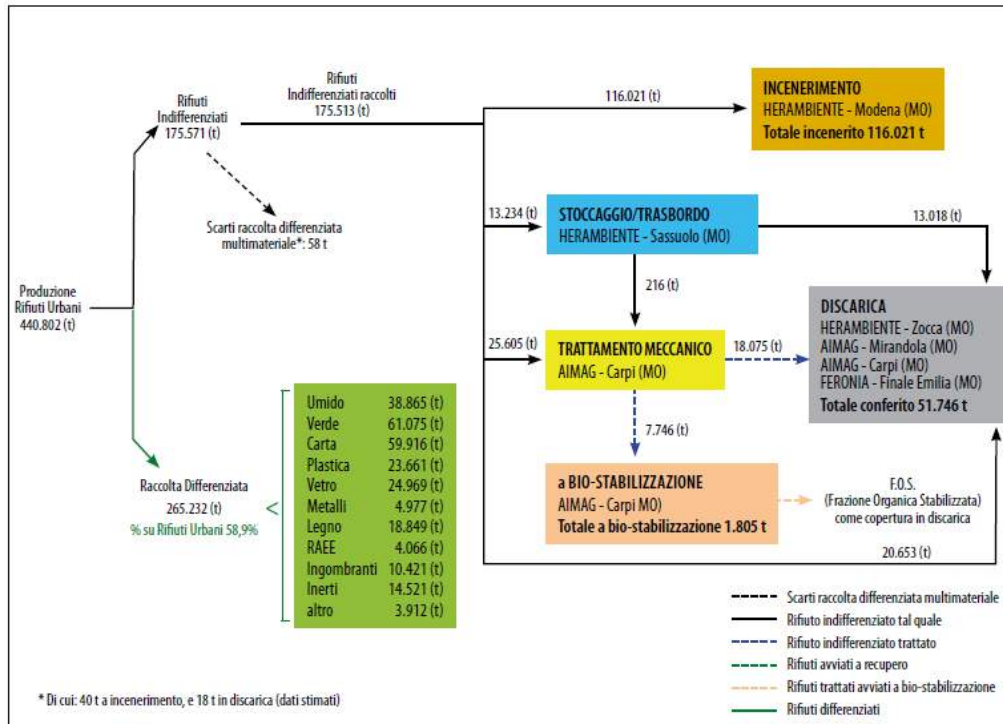 Rifiuti
Indifferenziati
175.571 (t)
Rifiuti
Indifferenziati raccolti
175.513 (t)
116.021 (t)
INCENERIMENTO
HERAMBIENTE - Modena (MO)
Totale incenerito 116.021 t
Scarti raccolta differenziata
multimateriale*: 58 t
13.234 (t)
STOCCAGGIO/TRASBORDO
HERAMBIENTE - Sassuolo (MO)
13.018 (t)
Produzione
Rifiuti Urbani
440.802 (t)
216 (t)
25.605 (t)
TRATTAMENTO MECCANICO
AIMAG - Carpi (MO)
18.075 (t)
DISCARICA
HERAMBIENTE - Zocca (MO)
AIMAG - Mirandola (MO)
AIMAG - Carpi (MO)
FERONIA - Finale Emilia (MO)
Totale conferito 51.746 t
7.746 (t)
Raccolta Differenziata
265.232 (t)
% su Rifiuti Urbani 58,9%
Umido 38.865 (t)
Verde 61.075 (t)
Carta 59.916 (t)
Plastica 23.661 (t)
Vetro 24.969 (t)
Metalli 4.977 (t)
Legno 18.849 (t)
RAEE 4.066 (t)
Ingombranti 10.421 (t)
Inerti 14.521 (t)
altro 3.912 (t)
a BIO-STABILIZZAZIONE
AIMAG - Carpi MO)
Totale a bio-stabilizzazione 1.805 t
F.O.S.
(Frazione Organica Stabilizzata)
come copertura in discarica
20.653 (t)
Scarti raccolta differenziata multimateriale
Rifiuto indifferenziato tal quale
Rifiuto indifferenziato trattato
Rifiuti avviati a recupero
Rifiuti trattati avviati a bio-stabilizzazione
Rifiuti differenziati
* Di cui: 40 t a incenerimento, e 18 t in discarica (dati stimati)